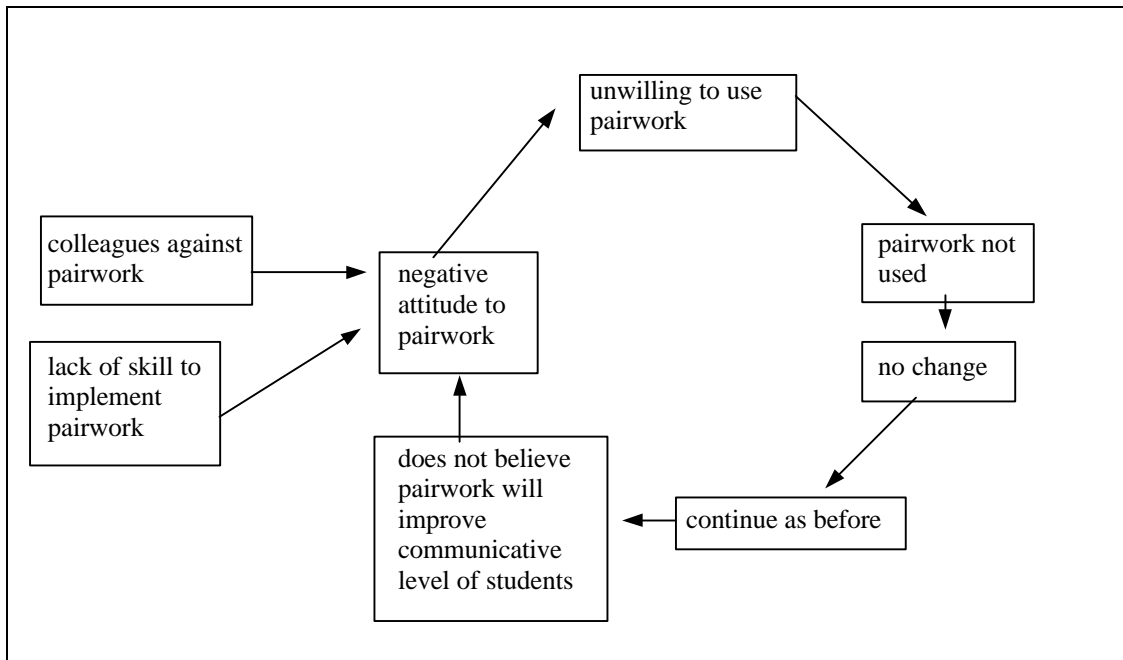 unwilling to use
pairwork
colleagues against
pairwork
negative
attitude to
pairwork
pairwork not
used
lack of skill to
implement
pairwork
no change
does not believe
pairwork will
improve
communicative
level of students
continue as before